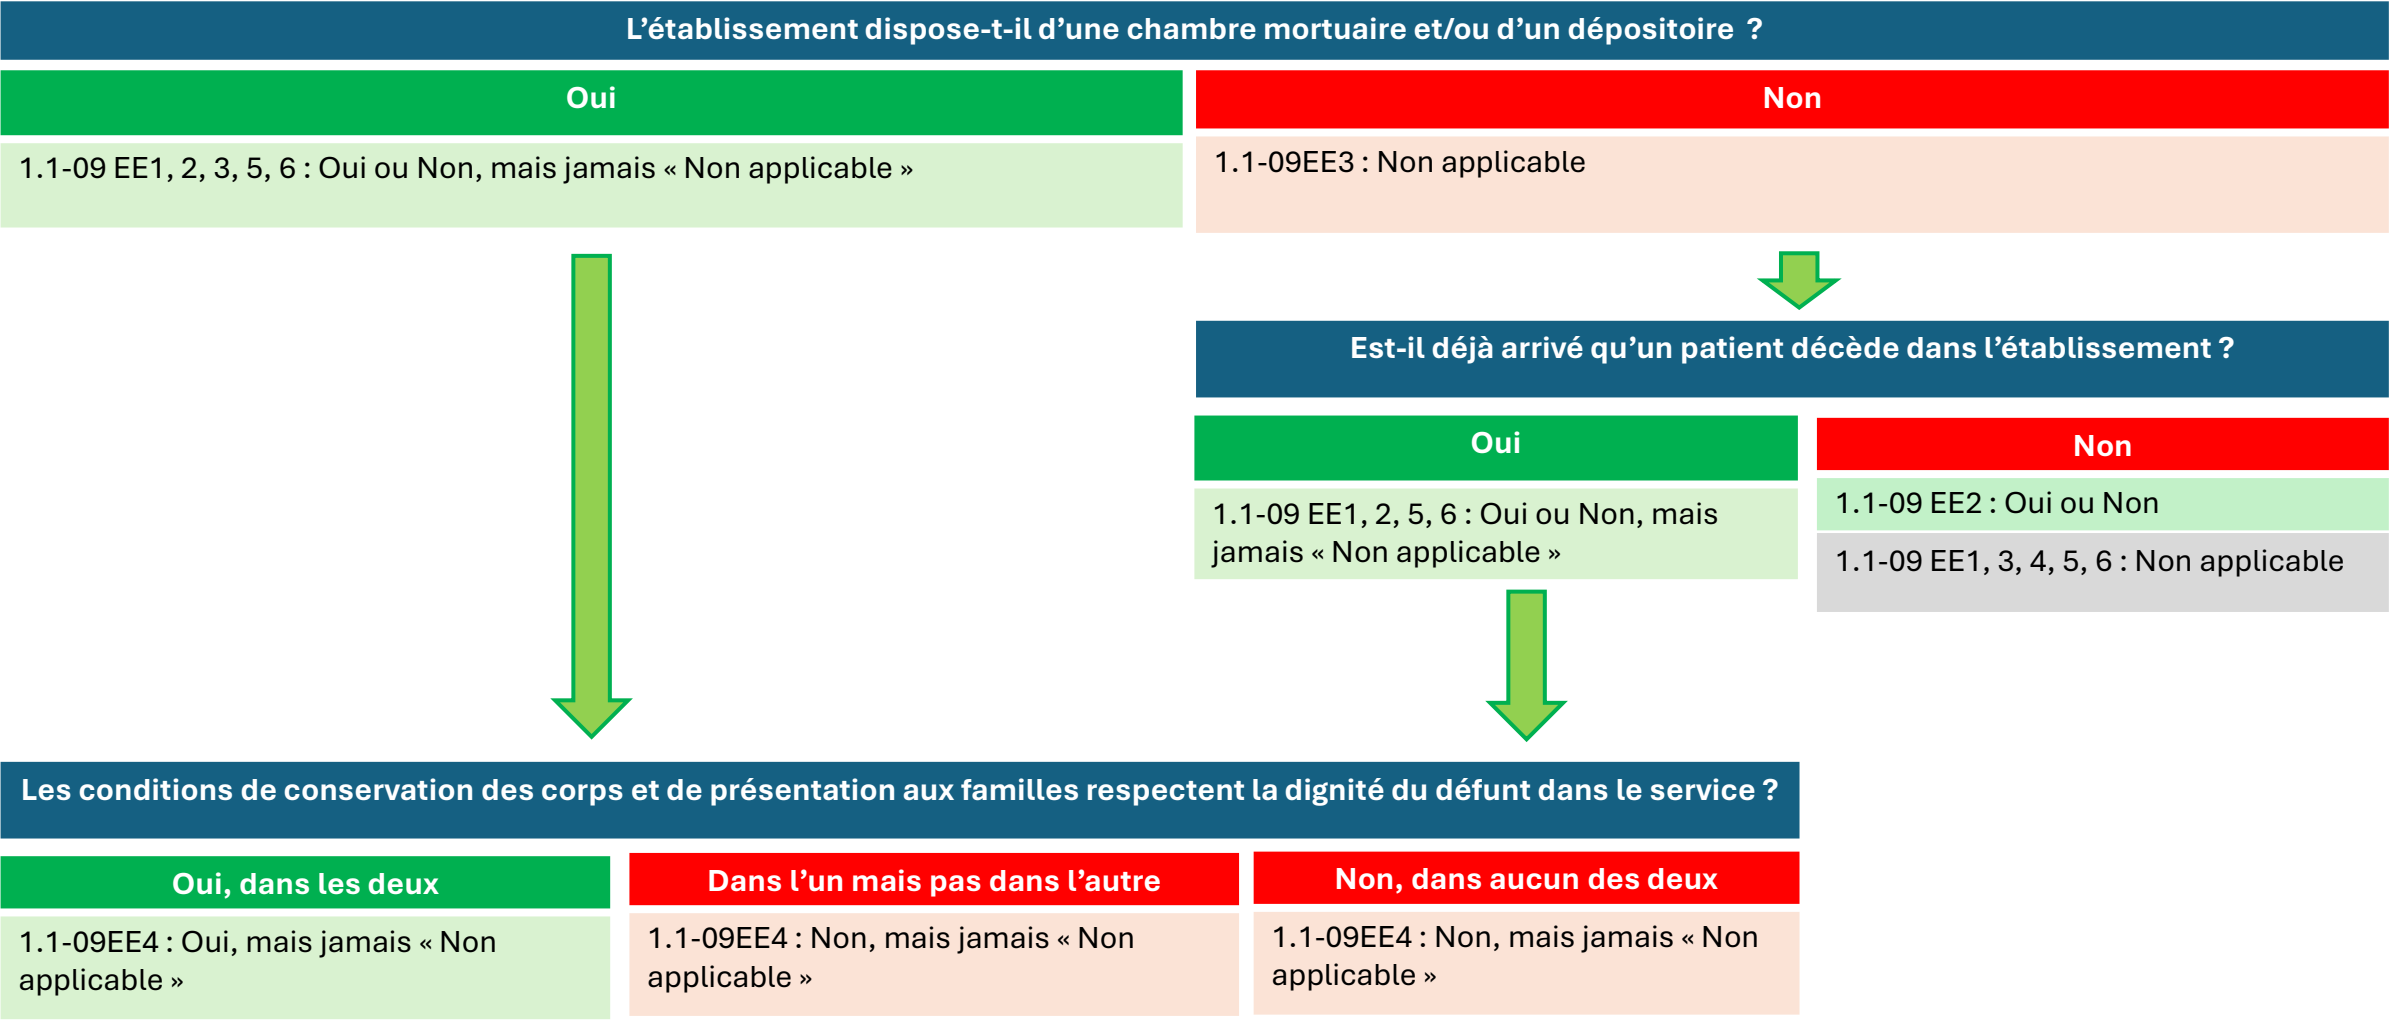 L’établissement dispose-t-il d’une chambre mortuaire et/ou d’un dépositoire ?
Oui
Non
1.1-09 EE1, 2, 3, 5, 6 : Oui ou Non, mais jamais « Non applicable »
1.1-09EE3 : Non applicable
Est-il déjà arrivé qu’un patient décède dans l’établissement ?
Oui
Non
1.1-09 EE1, 2, 5, 6 : Oui ou Non, mais
jamais « Non applicable »
1.1-09 EE2 : Oui ou Non
1.1-09 EE1, 3, 4, 5, 6 : Non applicable
Les conditions de conservation des corps et de présentation aux familles respectent la dignité du défunt dans le service ?
Oui, dans les deux
Dans l’un mais pas dans l’autre
Non, dans aucun des deux
1.1-09EE4 : Oui, mais jamais « Non
applicable »
1.1-09EE4 : Non, mais jamais « Non
applicable »
1.1-09EE4 : Non, mais jamais « Non
applicable »